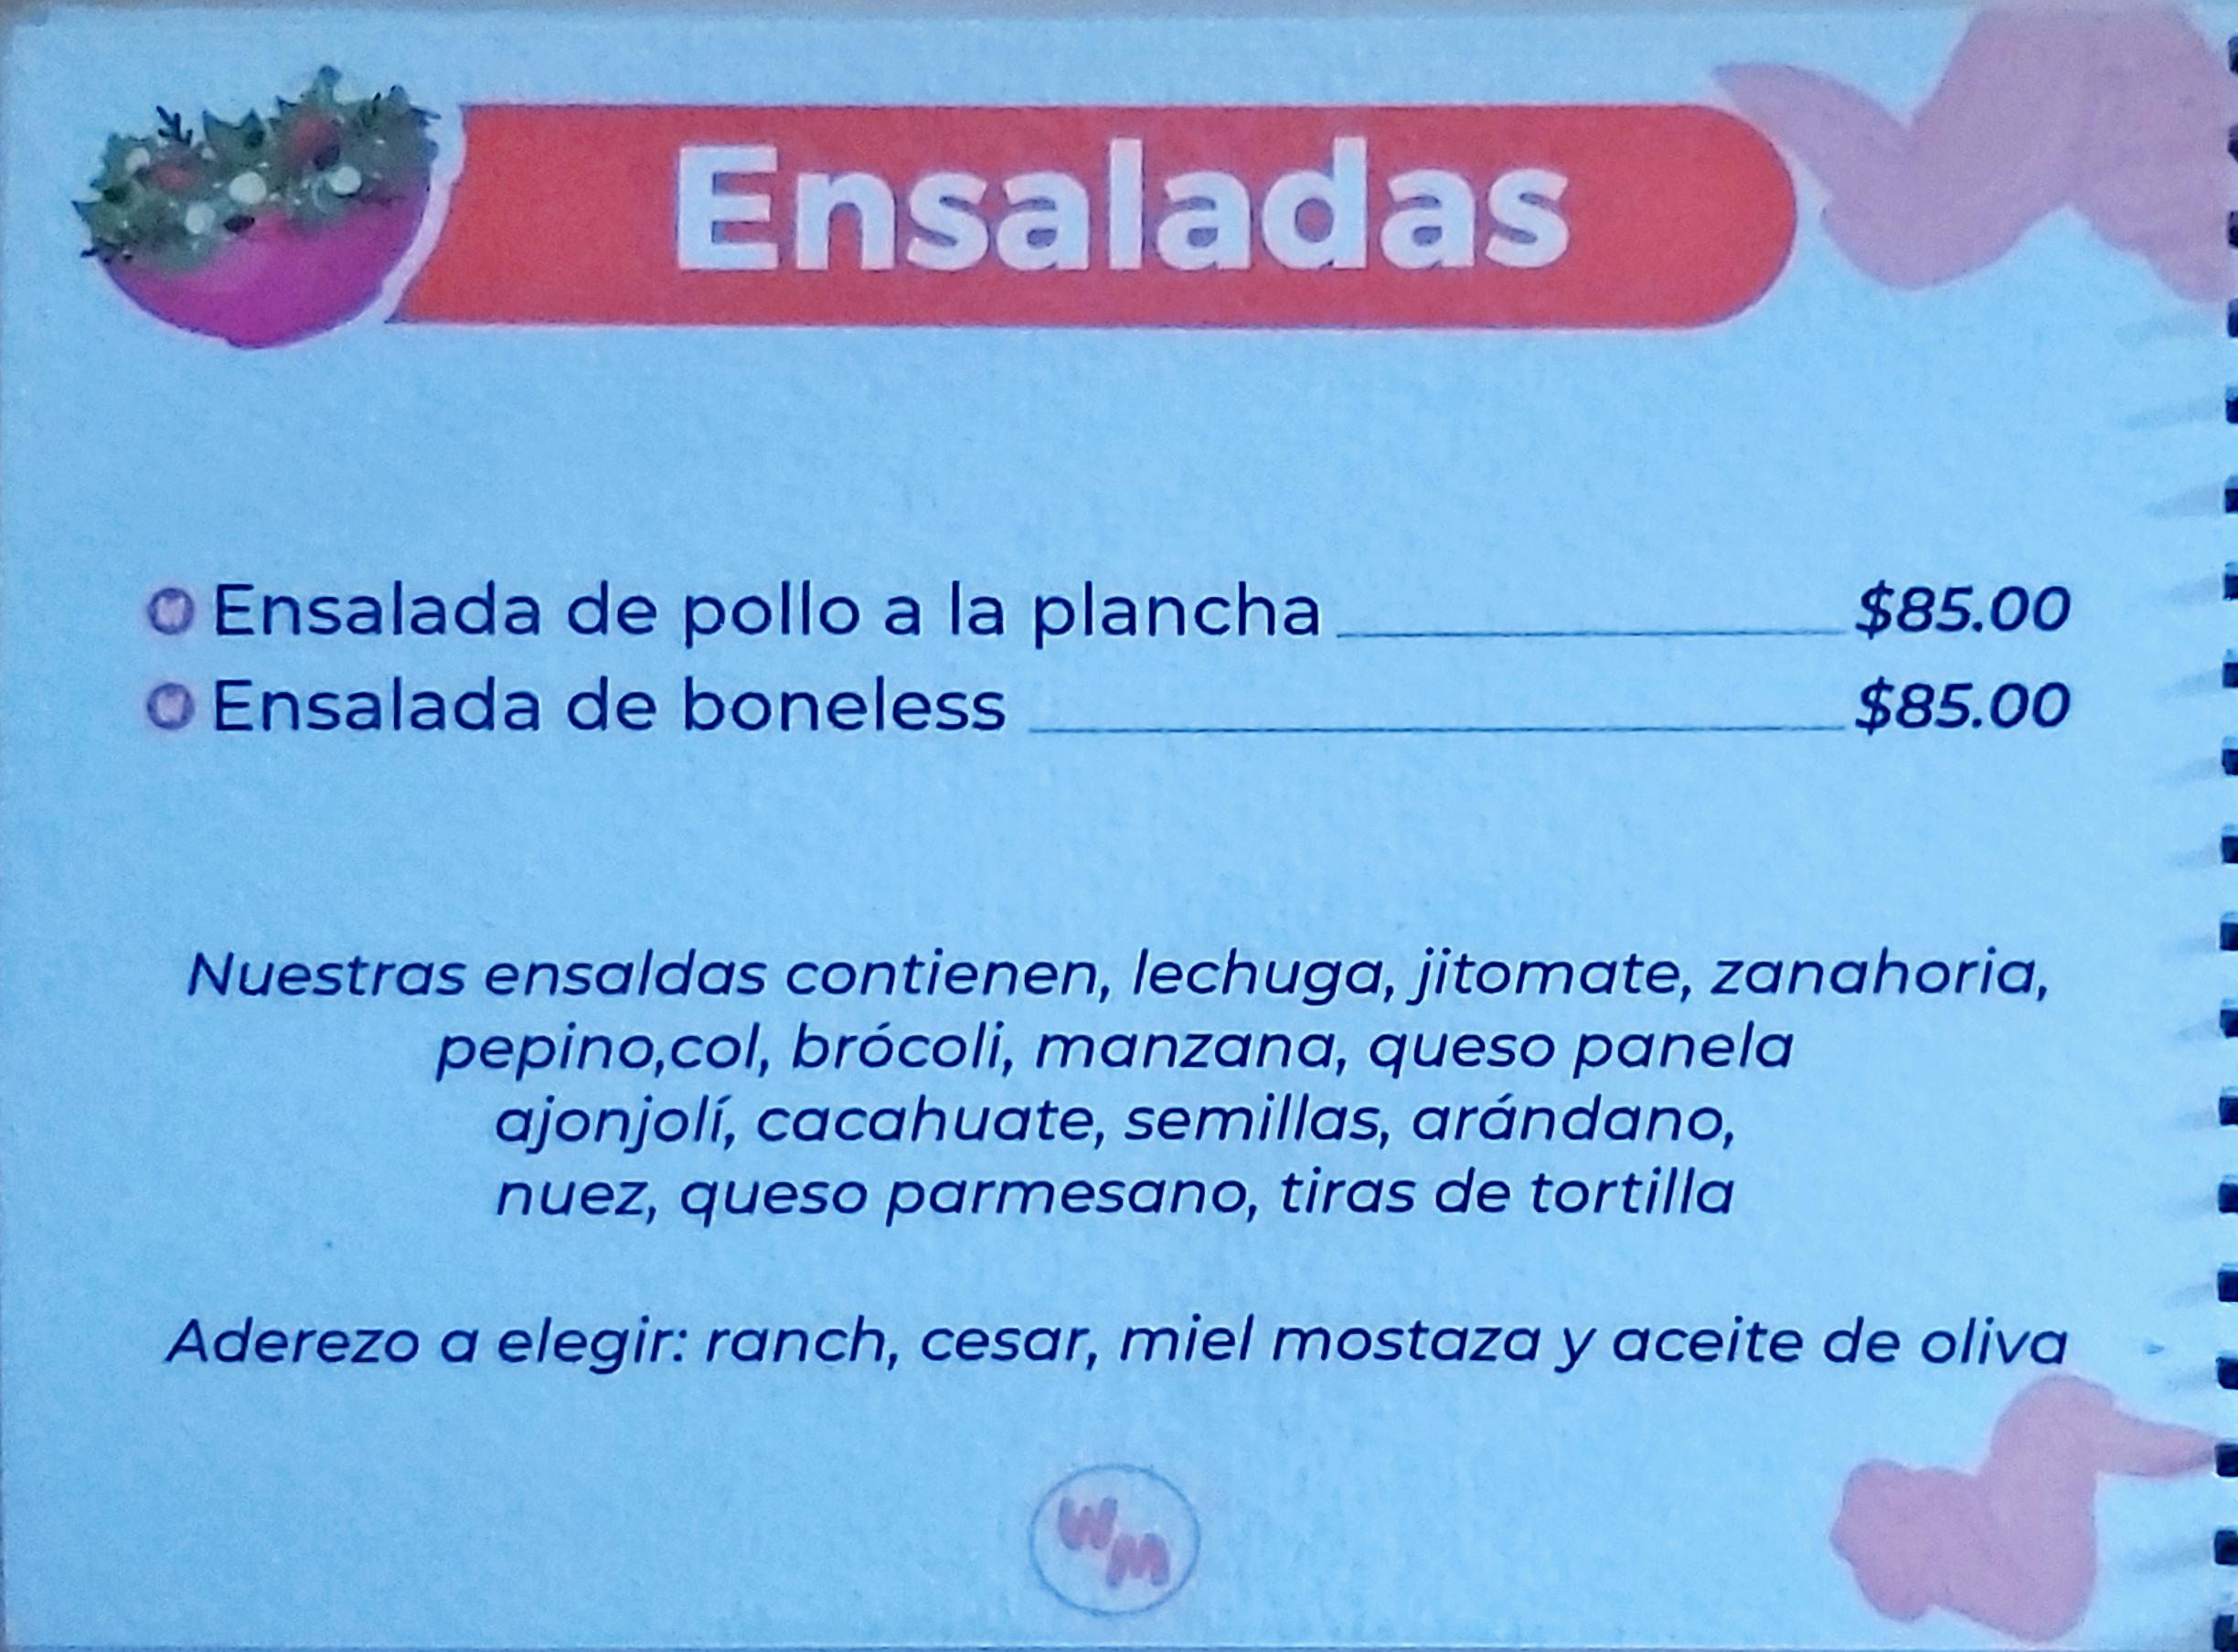 Ensaladas
Ensalada de pollo a la plancha $85.00
Ensalada de boneless $85.00
Nuestras ensaldas contienen, lechuga, jitomate, zanahoria,
pepino,col, brócoli, manzana, queso panela
ajonjolí, cacahuate, semillas, arándano,
nuez, queso parmesano, tiras de tortilla
Aderezo a elegir: ranch, cesar, miel mostaza y aceite de oliva
WM